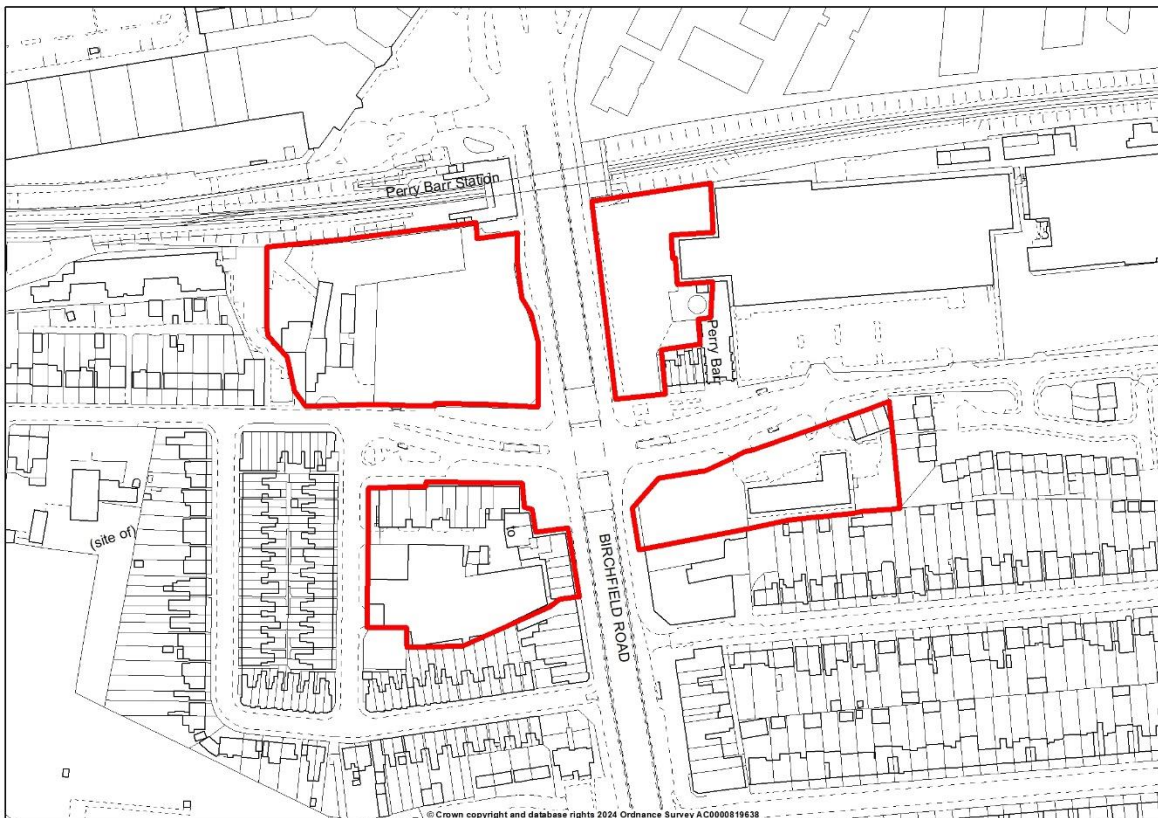 Perry Barr Station
Perry Barr
(site of)
to
BIRCHFIELD ROAD
© Crown copyright and database rights 2024 Ordnance Survey AC0000819638